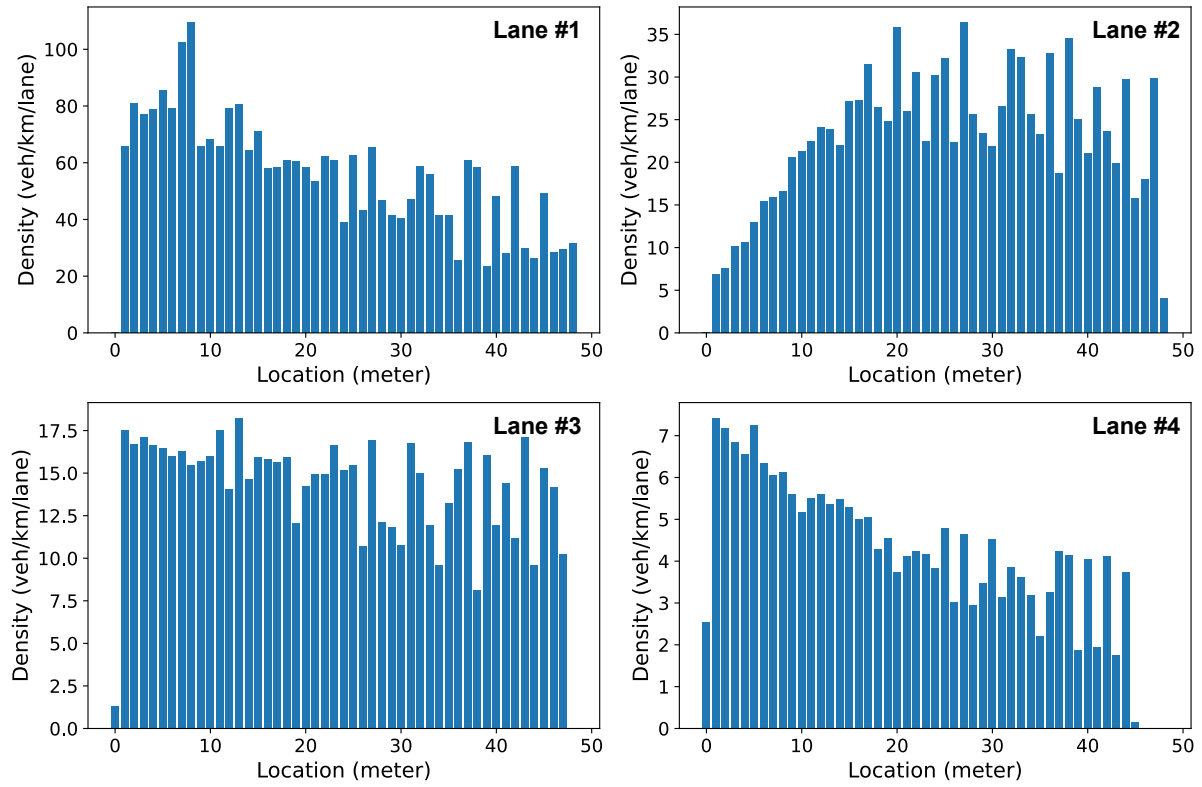 Lane #1
Density (veh/km/lane)
100
80
60
40
20
0
0 10 20 30 40 50
Location (meter)
Lane #2
Density (veh/km/lane)
35
30
25
20
15
10
5
0
0 10 20 30 40 50
Location (meter)
Lane #3
Density (veh/km/lane)
17.5
15.0
12.5
10.0
7.5
5.0
2.5
0.0
0 10 20 30 40 50
Location (meter)
Lane #4
Density (veh/km/lane)
7
6
5
4
3
2
1
0
0 10 20 30 40 50
Location (meter)